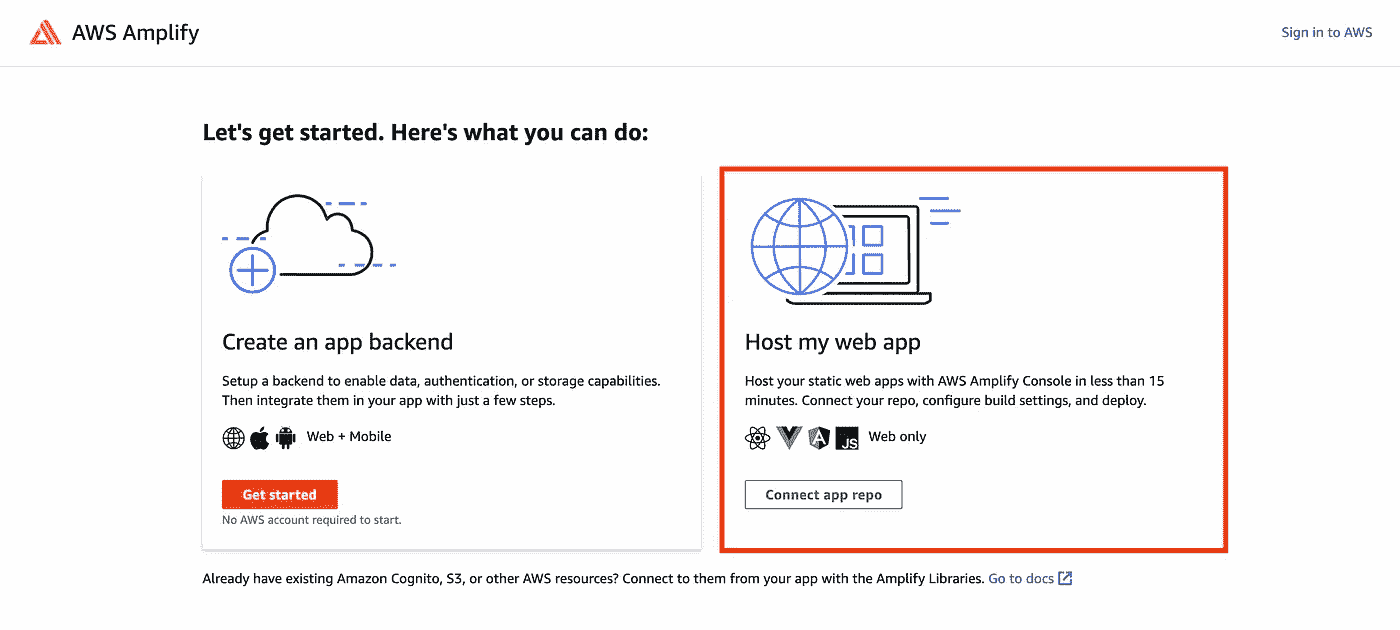 AWS Amplify
Sign in to AWS
Let's get started. Here's what you can do:
Create an app backend
Setup a backend to enable data, authentication, or storage capabilities.
Then integrate them in your app with just a few steps.
Web + Mobile
Get started
No AWS account required to start.
Host my web app
Host your static web apps with AWS Amplify Console in less than 15
minutes. Connect your repo, configure build settings, and deploy.
A
JS
Web only
Connect app repo
Already have existing Amazon Cognito, S3, or other AWS resources? Connect to them from your app with the Amplify Libraries. Go to docs